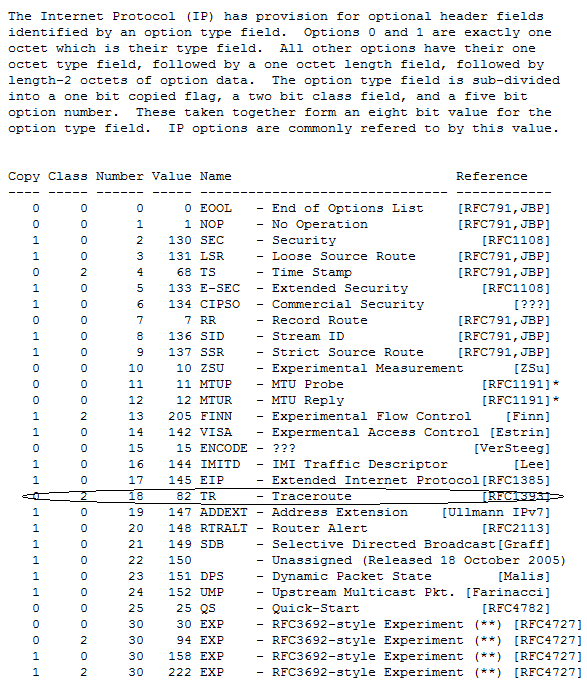 The Internet Protocol (IP) has provision for optional header fields
identified by an option type field.  Options 0 and 1 are exactly one
octet which is their type field.  All other options have their one
octet type field, followed by a one octet length field, followed by
length-2 octets of option data.  The option type field is sub-divided
into a one bit copied flag, a two bit class field, and a five bit
option number.  These taken together form an eight bit value for the
option type field.  IP options are commonly refered to by this value.
Copy Class Number Value Name                            Reference
---- ----- ------ ----- ------------------------------- ------------
   0     0      0     0 EOOL   - End of Options List    [RFC791,JBP]
   0     0      1     1 NOP    - No Operation           [RFC791,JBP]
   1     0      2   130 SEC    - Security                  [RFC1108]
   1     0      3   131 LSR    - Loose Source Route     [RFC791,JBP]
   0     2      4    68 TS     - Time Stamp             [RFC791,JBP]
   1     0      5   133 E-SEC  - Extended Security         [RFC1108]
   1     0      6   134 CIPSO  - Commercial Security           [???]
   0     0      7     7 RR     - Record Route           [RFC791,JBP]
   1     0      8   136 SID    - Stream ID              [RFC791,JBP]
   1     0      9   137 SSR    - Strict Source Route    [RFC791,JBP]
   0     0     10    10 ZSU    - Experimental Measurement      [ZSu]
   0     0     11    11 MTUP   - MTU Probe                 [RFC1191]*
   0     0     12    12 MTUR   - MTU Reply                 [RFC1191]*
   1     2     13   205 FINN   - Experimental Flow Control    [Finn]
   1     0     14   142 VISA   - Expermental Access Control [Estrin]
   0     0     15    15 ENCODE - ???                      [VerSteeg]
   1     0     16   144 IMITD  - IMI Traffic Descriptor        [Lee]
   1     0     17   145 EIP    - Extended Internet Protocol[RFC1385]
   0     2     18    82 TR     - Traceroute                [RFC1393]
   1     0     19   147 ADDEXT - Address Extension    [Ullmann IPv7]
   1     0     20   148 RTRALT - Router Alert              [RFC2113]
   1     0     21   149 SDB    - Selective Directed Broadcast[Graff]
   1     0     22   150        - Unassigned (Released 18 October 2005)
   1     0     23   151 DPS    - Dynamic Packet State        [Malis]
   1     0     24   152 UMP    - Upstream Multicast Pkt. [Farinacci]
   0     0     25    25 QS     - Quick-Start               [RFC4782]
   0     0     30    30 EXP    - RFC3692-style Experiment (**) [RFC4727]
   0     2     30    94 EXP    - RFC3692-style Experiment (**) [RFC4727]
   1     0     30   158 EXP    - RFC3692-style Experiment (**) [RFC4727]
   1     2     30   222 EXP    - RFC3692-style Experiment (**) [RFC4727]